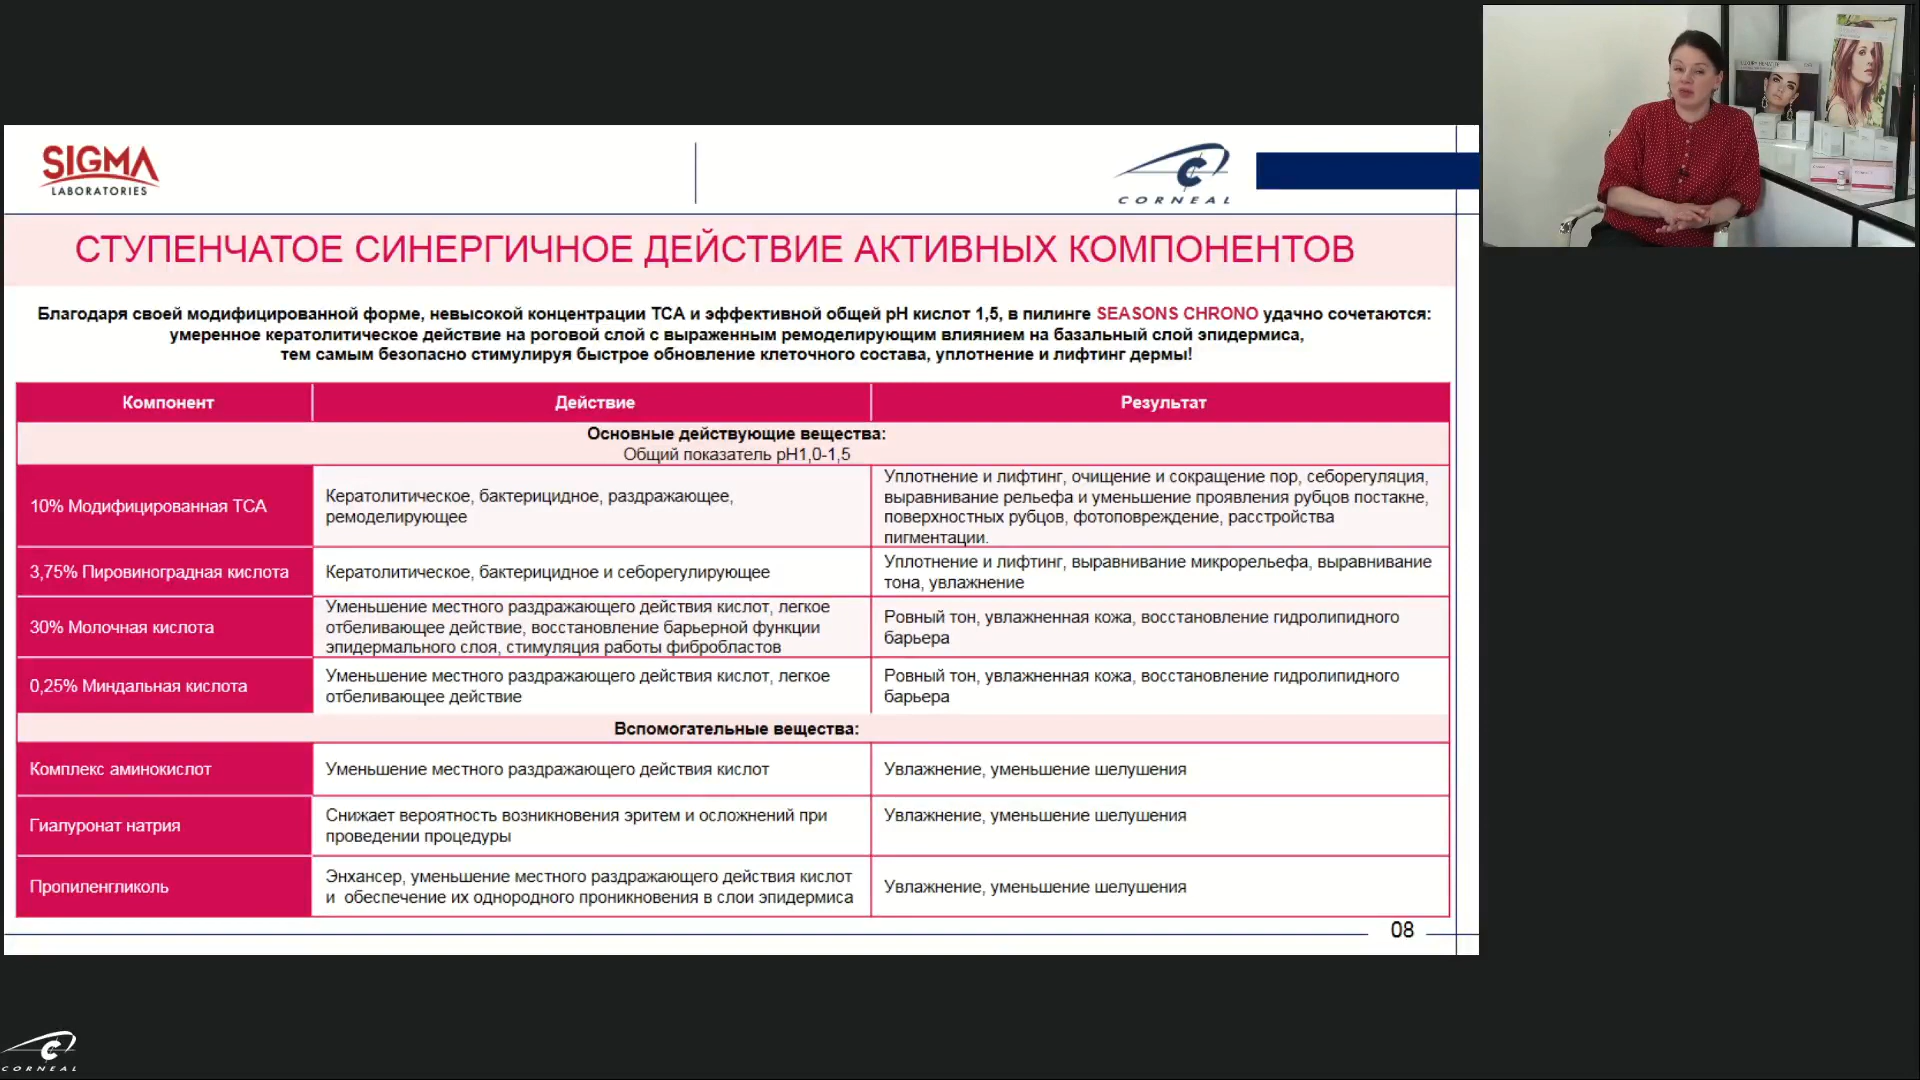 SIGMA
LABORATORIES
CORNEAL
СТУПЕНЧАТОЕ СИНЕРГИЧНОЕ ДЕЙСТВИЕ АКТИВНЫХ КОМПОНЕНТОВ
Благодаря своей модифицированной форме, невысокой концентрации ТСА и эффективной общей pH кислот 1,5, в пилинге SEASONS CHRONO удачно сочетаются:
умеренное кератолитическое действие на роговой слой с выраженным ремоделирующим влиянием на базальный слой эпидермиса,
тем самым безопасно стимулируя быстрое обновление клеточного состава, уплотнение и лифтинг дермы!
Компонент
Действие
Результат
Основные действующие вещества:
Общий показатель pH1,0-1,5
10% Модифицированная ТСА
Кератолитическое, бактерицидное, раздражающее,
ремоделирующее
Уплотнение и лифтинг, очищение и сокращение пор, себорегуляция,
выравнивание рельефа и уменьшение проявления рубцов постакне,
поверхностных рубцов, фотоповреждение, расстройства
пигментации.
3,75% Пировиноградная кислота
Кератолитическое, бактерицидное и себорегулирующее
Уплотнение и лифтинг, выравнивание микрорельефа, выравнивание
тона, увлажнение
30% Молочная кислота
Уменьшение местного раздражающего действия кислот, легкое
отбеливающее действие, восстановление барьерной функции
эпидермального слоя, стимуляция работы фибробластов
Ровный тон, увлажненная кожа, восстановление гидролипидного
барьера
0,25% Миндальная кислота
Уменьшение местного раздражающего действия кислот, легкое
отбеливающее действие
Ровный тон, увлажненная кожа, восстановление гидролипидного
барьера
Вспомогательные вещества:
Комплекс аминокислот
Уменьшение местного раздражающего действия кислот
Увлажнение, уменьшение шелушения
Гиалуронат натрия
Снижает вероятность возникновения эритем и осложнений при
проведении процедуры
Увлажнение, уменьшение шелушения
Пропиленгликоль
Энхансер, уменьшение местного раздражающего действия кислот
и обеспечение их однородного проникновения в слои эпидермиса
Увлажнение, уменьшение шелушения
08
CORNEAL